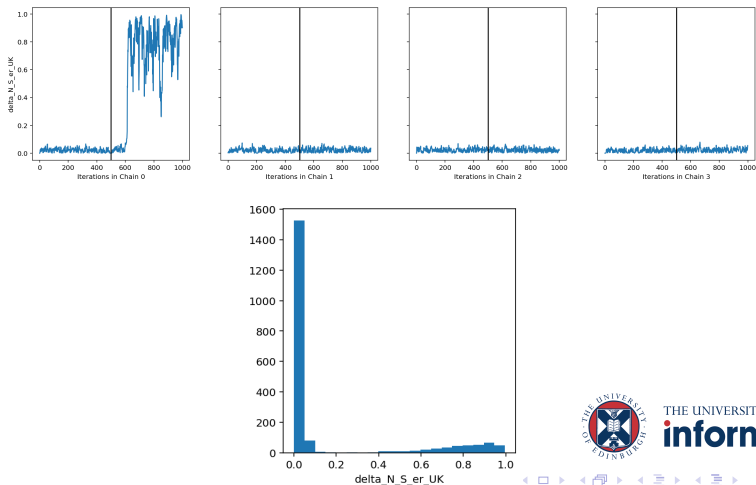 delta_N_S_er_UK
1.0
0.8
0.6
0.4
0.2
0.0
0 200 400 600 800 1000
Iterations in Chain 0
0 200 400 600 800 1000
Iterations in Chain 1
0 200 400 600 800 1000
Iterations in Chain 2
0 200 400 600 800 1000
Iterations in Chain 3
1600
1400
1200
1000
800
600
400
200
0
0.0 0.2 0.4 0.6 0.8 1.0
delta_N_S_er_UK
THE UNIVERSITY OF EDINBURGH
THE UNIVERSIT
inforn